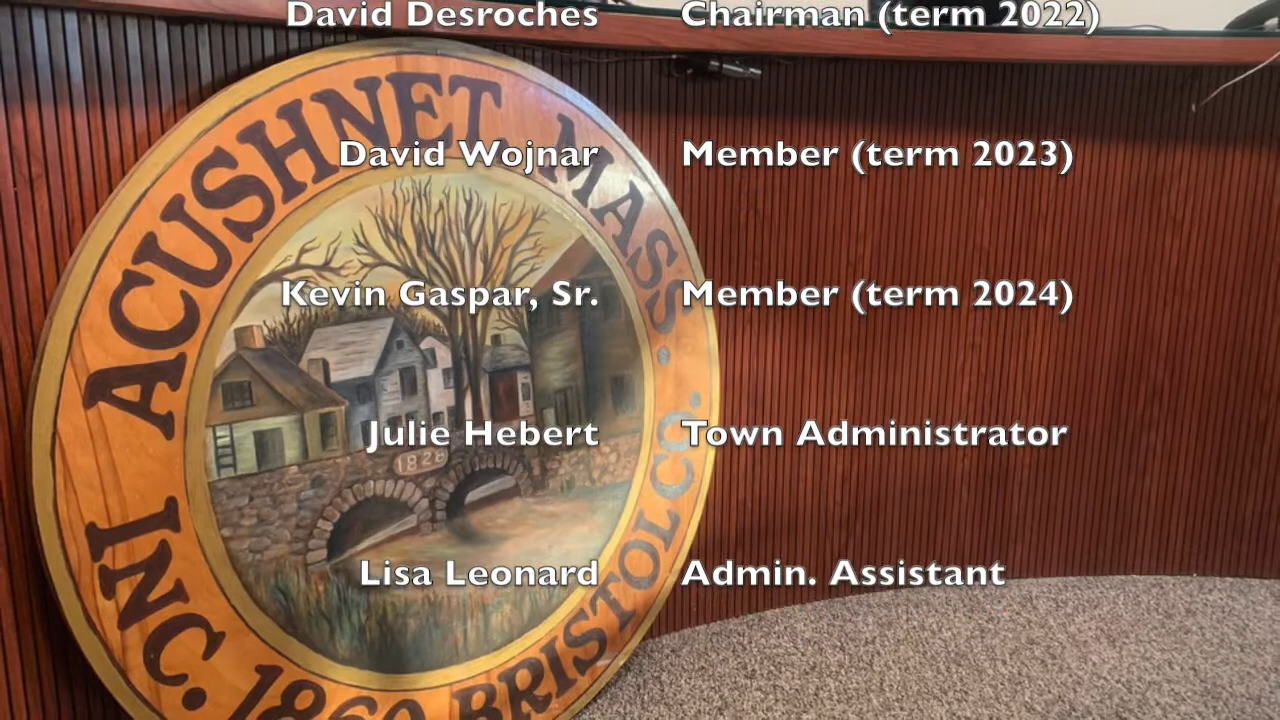 David Desroches Chairman (term 2022)
David Wojnar Member (term 2023)
Kevin Gaspar, Sr. Member (term 2024)
Julie Hebert Town Administrator
Lisa Leonard Admin. Assistant
ACUSHNET MASS.
INC. 1860 BRISTOL CO.
1828